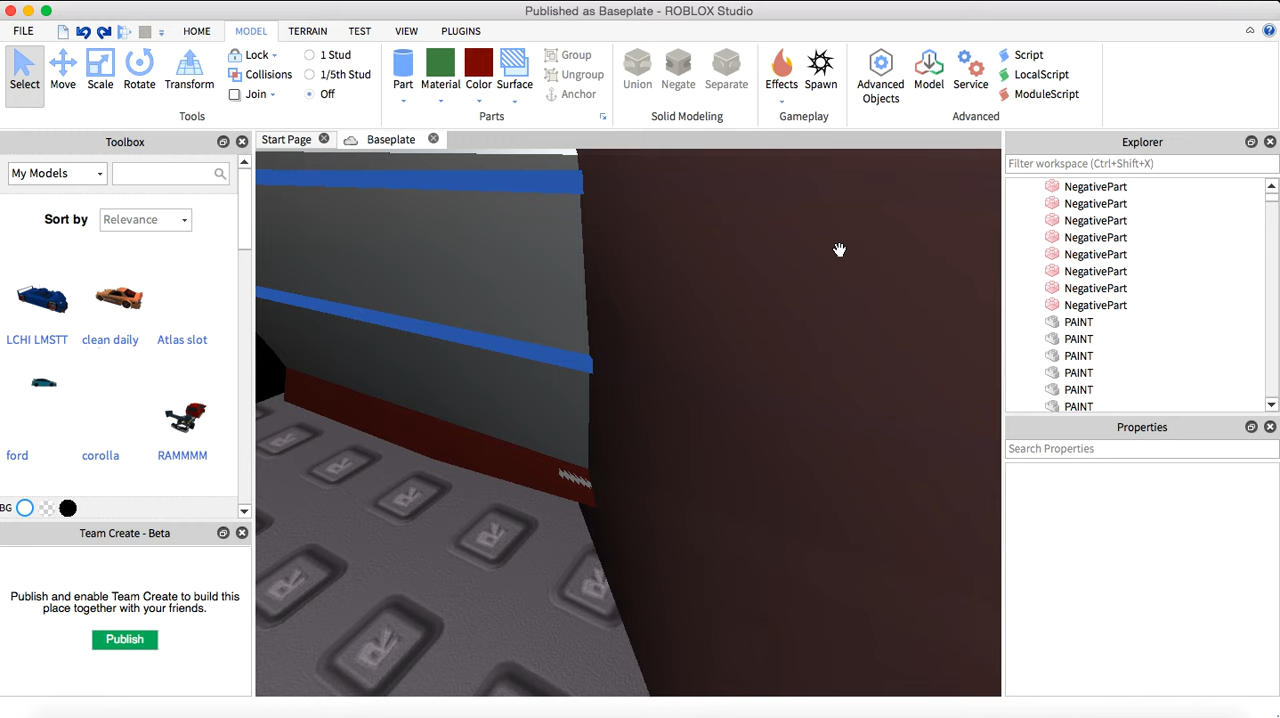 Published as Baseplate - ROBLOX Studio
FILE HOME MODEL TERRAIN TEST VIEW PLUGINS
Select Move Scale Rotate Transform
Lock
Collisions
Join
Tools
1 Stud
1/5th Stud
Off
Part Material Color Surface
Group
Ungroup
Anchor
Parts
Union Negate Separate
Solid Modeling
Effects Spawn
Gameplay
Advanced Objects
Model Service
Script
LocalScript
ModuleScript
Advanced
Toolbox
My Models
Sort by Relevance
LCHI LMSTT clean daily Atlas slot
ford corolla RAMMMM
BG
Team Create - Beta
Publish and enable Team Create to build this
place together with your friends.
Publish
Start Page Baseplate
Explorer
Filter workspace (Ctrl+Shift+X)
NegativePart
NegativePart
NegativePart
NegativePart
NegativePart
NegativePart
NegativePart
NegativePart
PAINT
PAINT
PAINT
PAINT
PAINT
PAINT
Properties
Search Properties